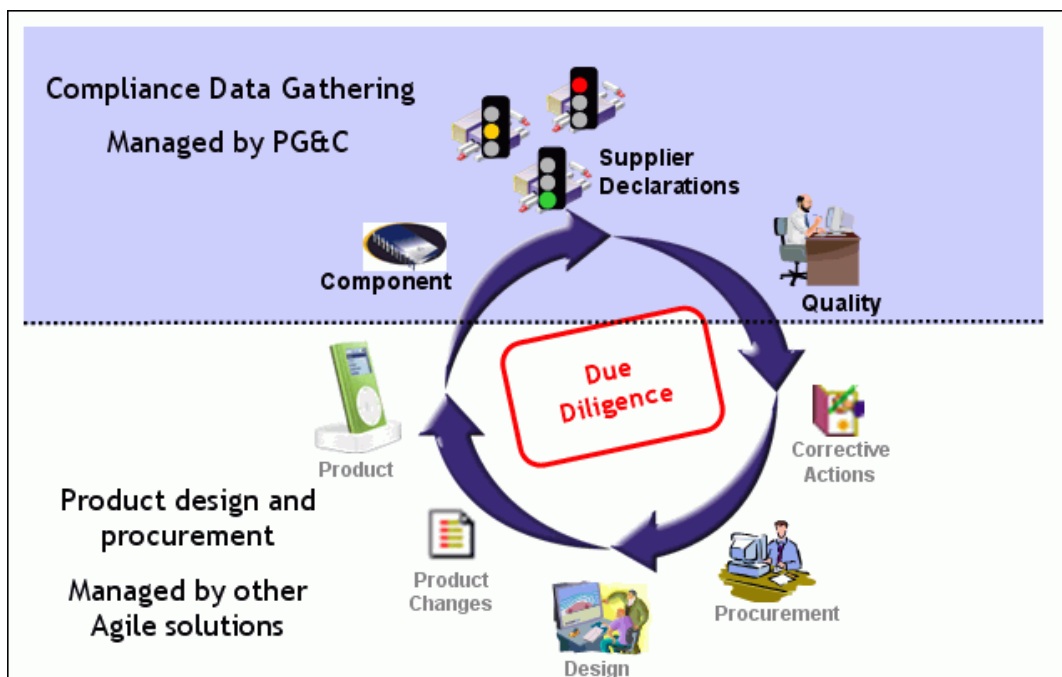 Compliance Data Gathering
Managed by PG&C
Supplier
Declarations
Component
Quality
Due
Diligence
Product
Corrective
Actions
Product design and
procurement
Managed by other
Agile solutions
Product
Changes
Procurement
Design